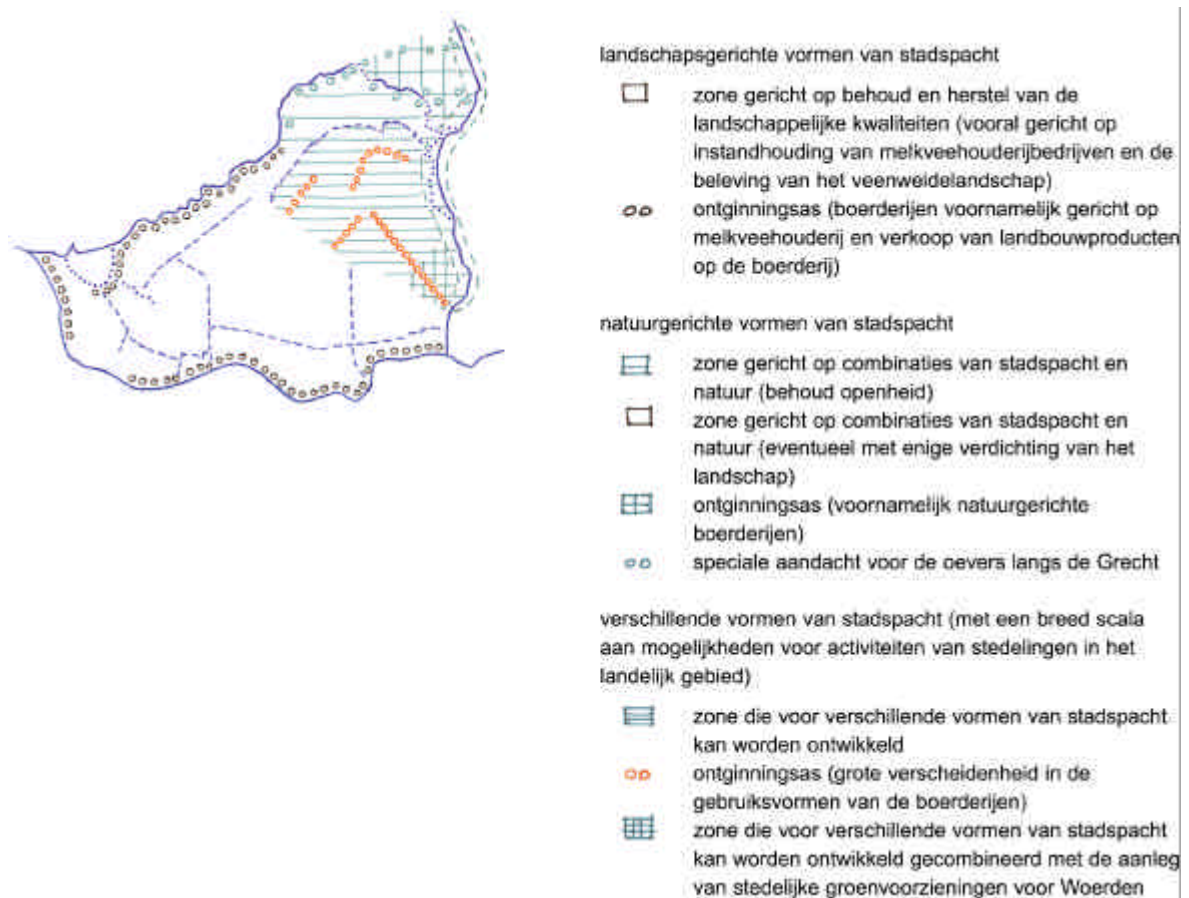 landschapsgerichte vormen van stadspacht
zone gericht op behoud en herstel van de
landschappelijke kwaliteiten (vooral gericht op
instandhouding van melkveehouderijbedrijven en de
beleving van het veenweidelandschap)
ontginningsas (boerderijen voornamelijk gericht op
melkveehouderij en verkoop van landbouwproducten
op de boerderij)
natuurgerichte vormen van stadspacht
zone gericht op combinaties van stadspacht en
natuur (behoud openheid)
zone gericht op combinaties van stadspacht en
natuur (eventueel met enige verdichting van het
landschap)
ontginningsas (voornamelijk natuurgerichte
boerderijen)
speciale aandacht voor de oevers langs de Grecht
verschillende vormen van stadspacht (met een breed scala
aan mogelijkheden voor activiteiten van stedelingen in het
landelijk gebied)
zone die voor verschillende vormen van stadspacht
kan worden ontwikkeld
ontginningsas (grote verscheidenheid in de
gebruiksvormen van de boerderijen)
zone die voor verschillende vormen van stadspacht
kan worden ontwikkeld gecombineerd met de aanleg
van stedelijke groenvoorzieningen voor Woerden